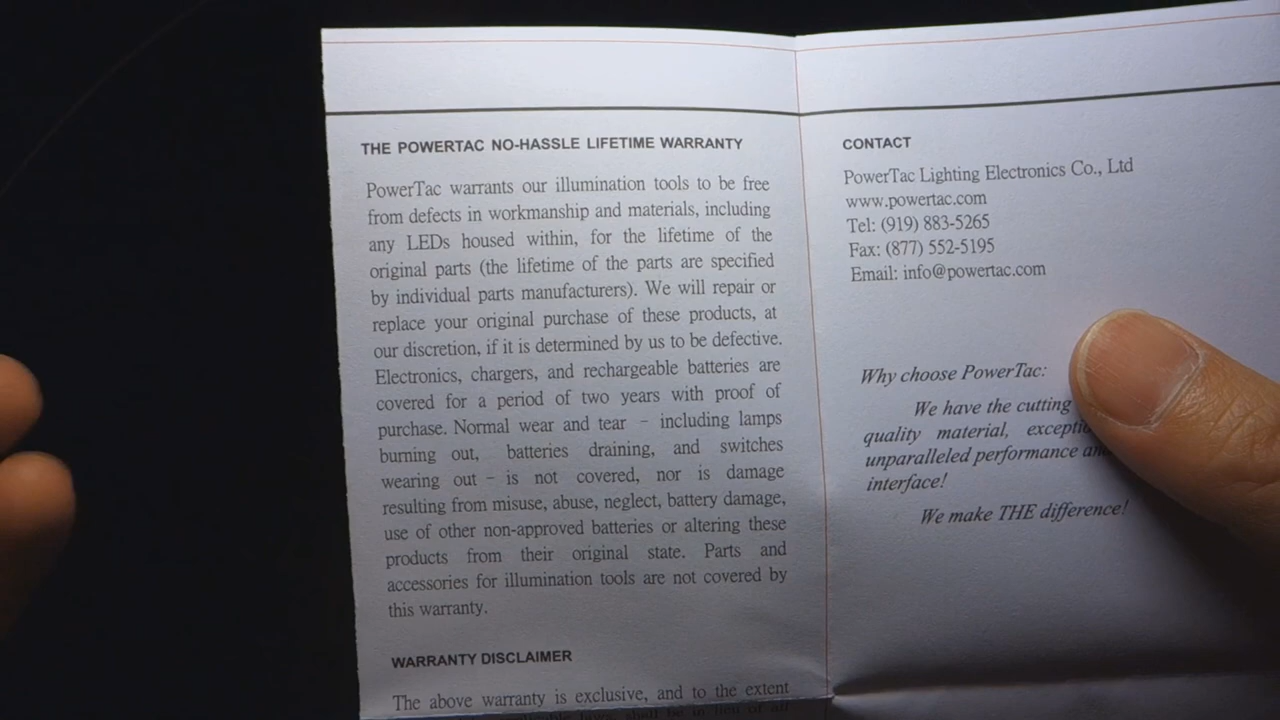 THE POWERTAC NO-HASSLE LIFETIME WARRANTY
PowerTac warrants our illumination tools to be free
from defects in workmanship and materials, including
any LEDs housed within, for the lifetime of the
original parts (the lifetime of the parts are specified
by individual parts manufacturers). We will repair or
replace your original purchase of these products, at
our discretion, if it is determined by us to be defective.
Electronics, chargers, and rechargeable batteries are
covered for a period of two years with proof of
purchase. Normal wear and tear – including lamps
burning out, batteries draining, and switches
wearing out – is not covered, nor is damage
resulting from misuse, abuse, neglect, battery damage,
use of other non-approved batteries or altering these
products from their original state. Parts and
accessories for illumination tools are not covered by
this warranty.
WARRANTY DISCLAIMER
The above warranty is exclusive, and to the extent
CONTACT
PowerTac Lighting Electronics Co., Ltd
www.powertac.com
Tel: (919) 883-5265
Fax: (877) 552-5195
Email: info@powertac.com
Why choose PowerTac:
We have the cutting
quality material,
unparalleled performance
interface!
We make THE difference!